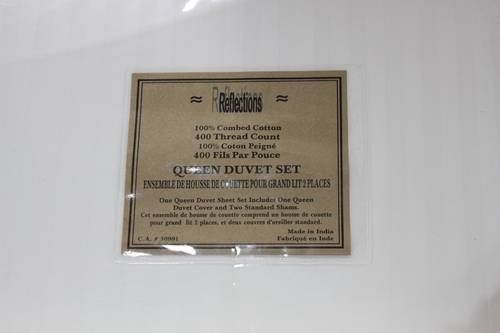 ≈ Reflections ≈
100% Combed Cotton
400 Thread Count
100% Coton Peigné
400 Fils Par Pouce
QUEEN DUVET SET
ENSEMBLE DE HOUSSE DE COUETTE POUR GRAND LIT 2 PLACES
One Queen Duvet Sheet Set Includes One Queen
Duvet Cover and Two Standard Shams.
Cet ensemble de housse de couette comprend un housse de couette
pour grand lit 2 places, et deux couvres d'oreiller standard.
Made in India
C.A. # 30001 Fabriqué en Inde